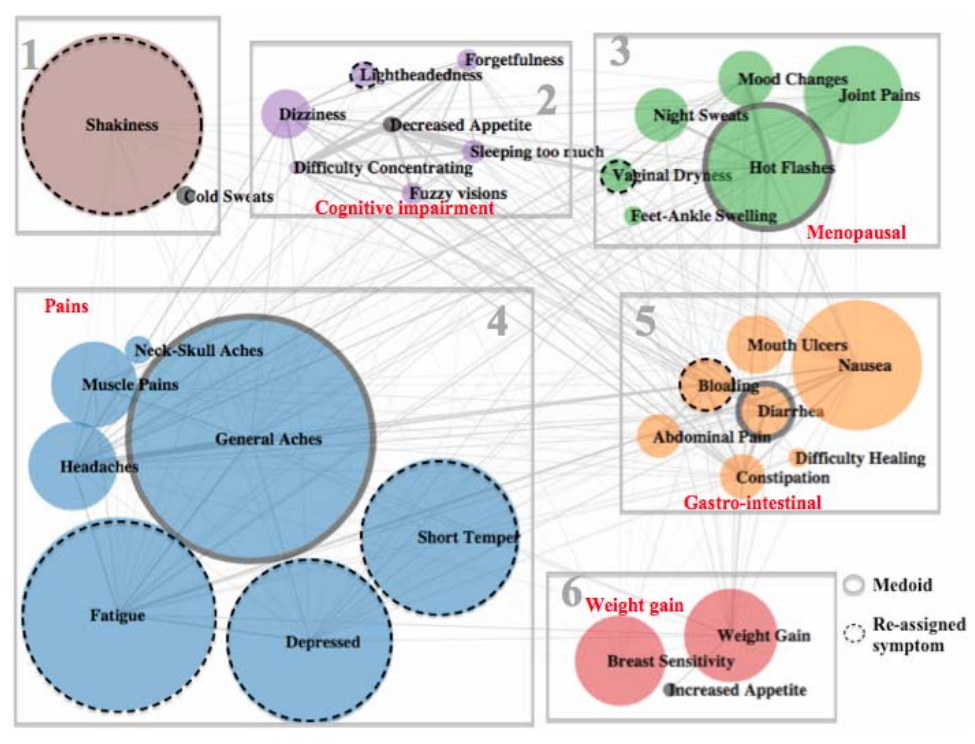 1
Shakiness
Cold Sweats
2
Forgetfulness
Lightheadedness
Dizziness
Decreased Appetite
Sleeping too much
Difficulty Concentrating
Fuzzy visions
Cognitive impairment
3
Mood Changes
Joint Pains
Night Sweats
Hot Flashes
Vaginal Dryness
Feet-Ankle Swelling
Menopausal
Pains
4
Neck-Skull Aches
Muscle Pains
General Aches
Headaches
Short Temper
Fatigue
Depressed
5
Mouth Ulcers
Nausea
Bloating
Diarrhea
Abdominal Pain
Difficulty Healing
Constipation
Gastro-intestinal
6
Weight gain
Weight Gain
Breast Sensitivity
Increased Appetite
Medoid
Re-assigned
symptom